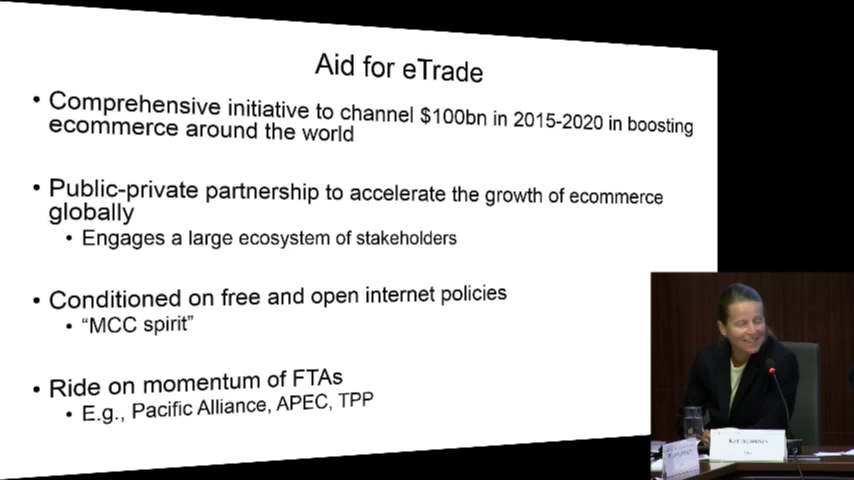 Aid for eTrade
• Comprehensive initiative to channel $100bn in 2015-2020 in boosting
ecommerce around the world
• Public-private partnership to accelerate the growth of ecommerce
globally
• Engages a large ecosystem of stakeholders
• Conditioned on free and open internet policies
• “MCC spirit”
• Ride on momentum of FTAs
• E.g., Pacific Alliance, APEC, TPP